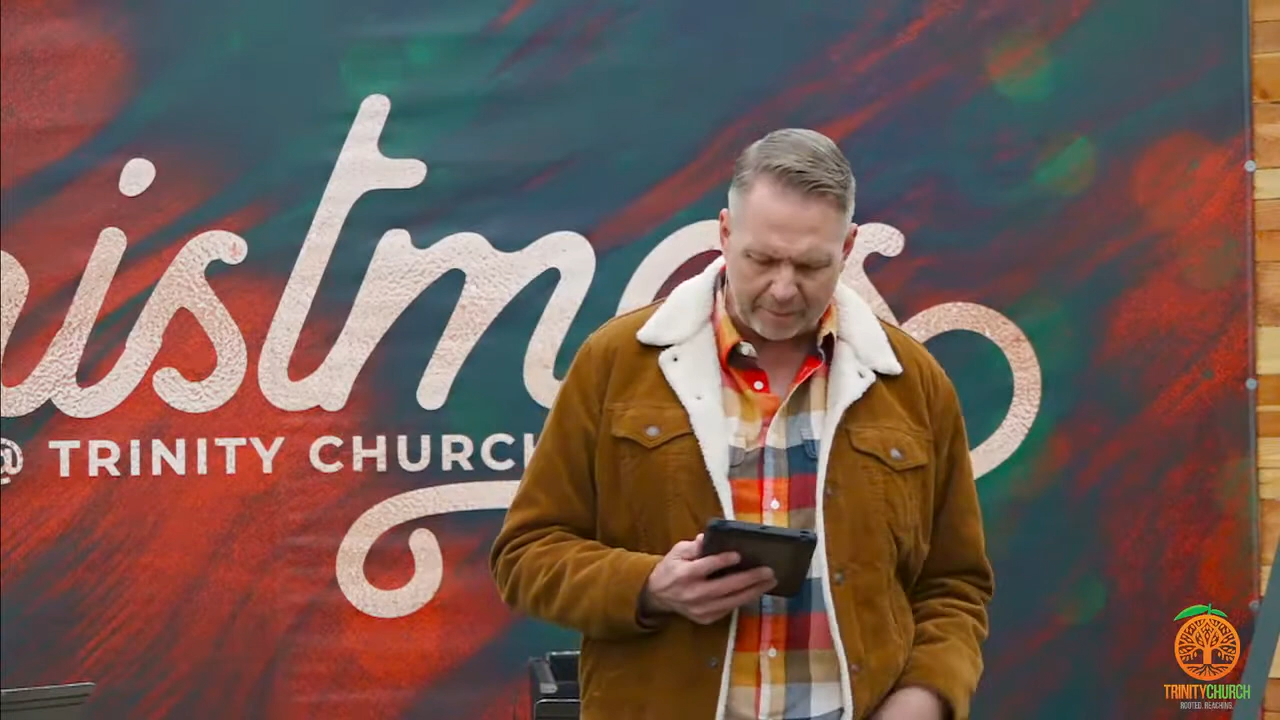 istmas
@ TRINITY CHURCH
TRINITYCHURCH
ROOTED. REACHING.